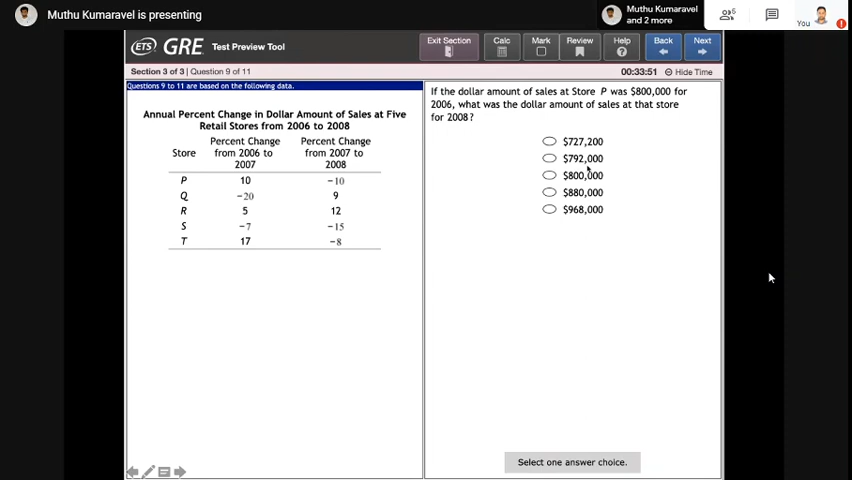 Muthu Kumaravel is presenting
Muthu Kumaravel
and 2 more
5
You
ETS GRE Test Preview Tool
Exit Section
Calc
Mark
Review
Help
Back
Next
Section 3 of 3 | Question 9 of 11
00:33:51 Hide Time
Questions 9 to 11 are based on the following data.
Annual Percent Change in Dollar Amount of Sales at Five
Retail Stores from 2006 to 2008
Store
Percent Change
from 2006 to
2007
Percent Change
from 2007 to
2008
P 10 −10
Q −20 9
R 5 12
S −7 −15
T 17 −8
If the dollar amount of sales at Store P was $800,000 for
2006, what was the dollar amount of sales at that store
for 2008?
$727,200
$792,000
$800,000
$880,000
$968,000
Select one answer choice.